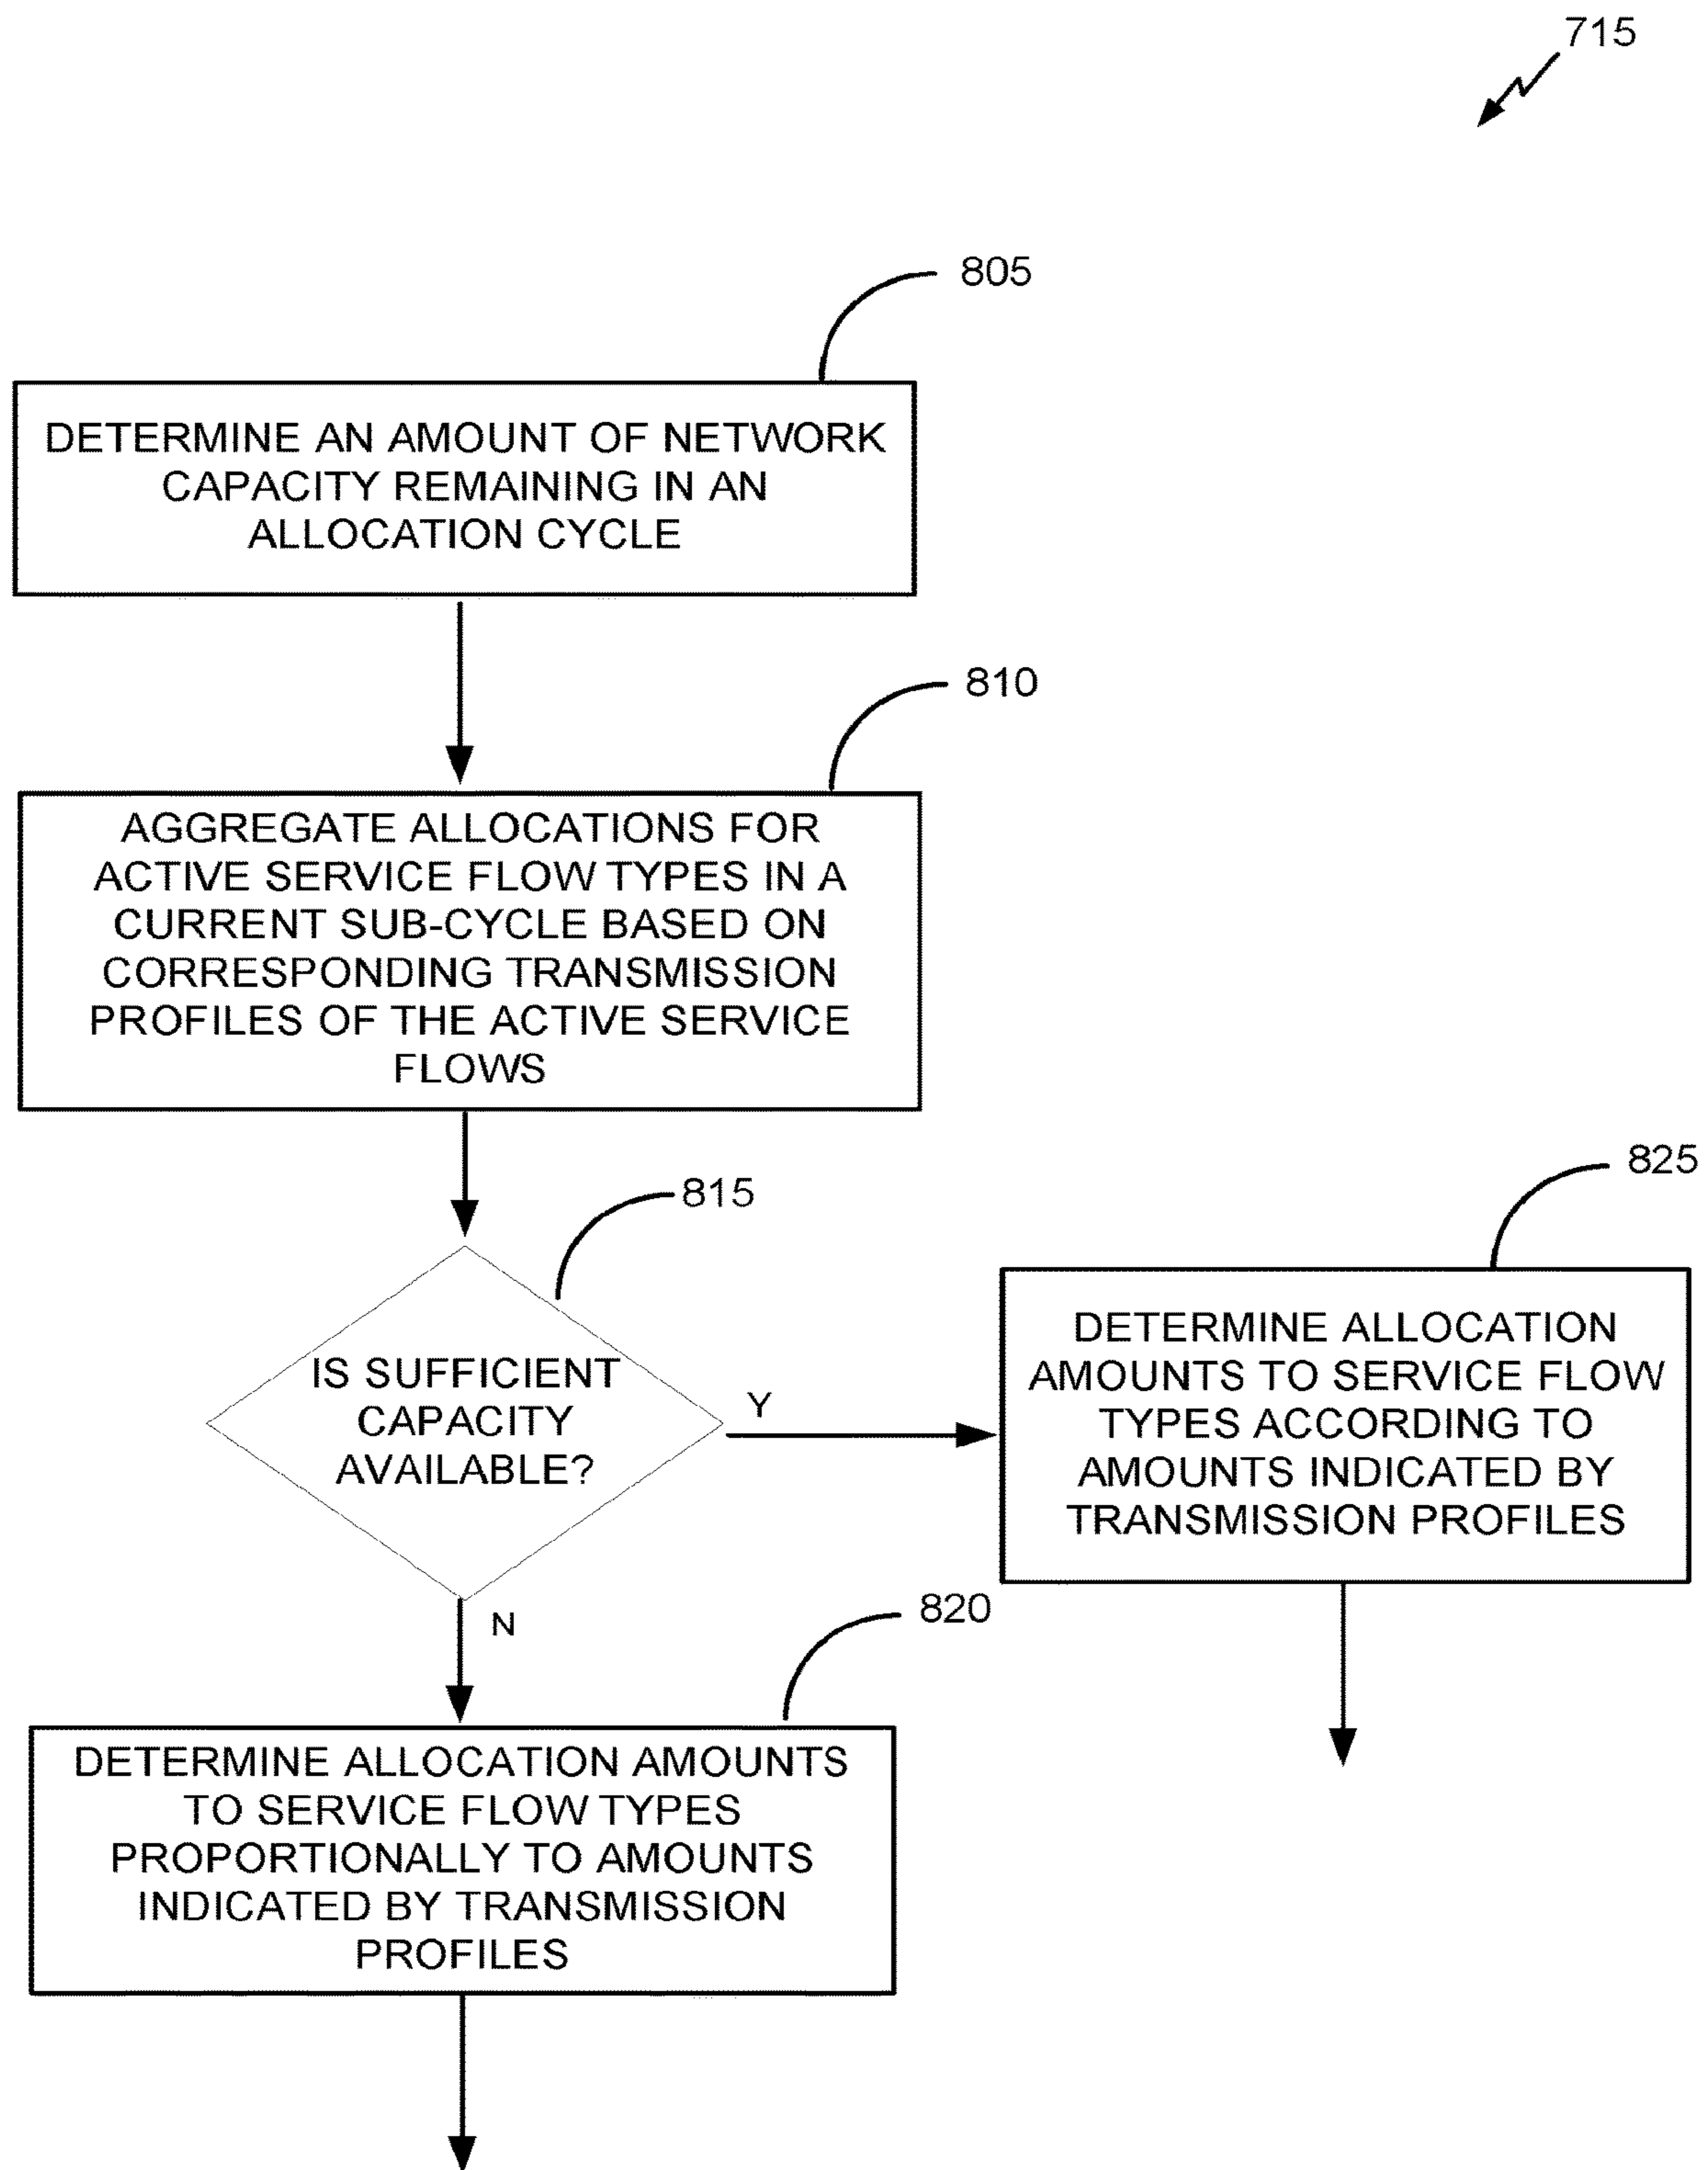 715
805
DETERMINE AN AMOUNT OF NETWORK
CAPACITY REMAINING IN AN
ALLOCATION CYCLE
810
AGGREGATE ALLOCATIONS FOR
ACTIVE SERVICE FLOW TYPES IN A
CURRENT SUB-CYCLE BASED ON
CORRESPONDING TRANSMISSION
PROFILES OF THE ACTIVE SERVICE
FLOWS
815
IS SUFFICIENT
CAPACITY
AVAILABLE?
Y
825
DETERMINE ALLOCATION
AMOUNTS TO SERVICE FLOW
TYPES ACCORDING TO
AMOUNTS INDICATED BY
TRANSMISSION PROFILES
N
820
DETERMINE ALLOCATION AMOUNTS
TO SERVICE FLOW TYPES
PROPORTIONALLY TO AMOUNTS
INDICATED BY TRANSMISSION
PROFILES